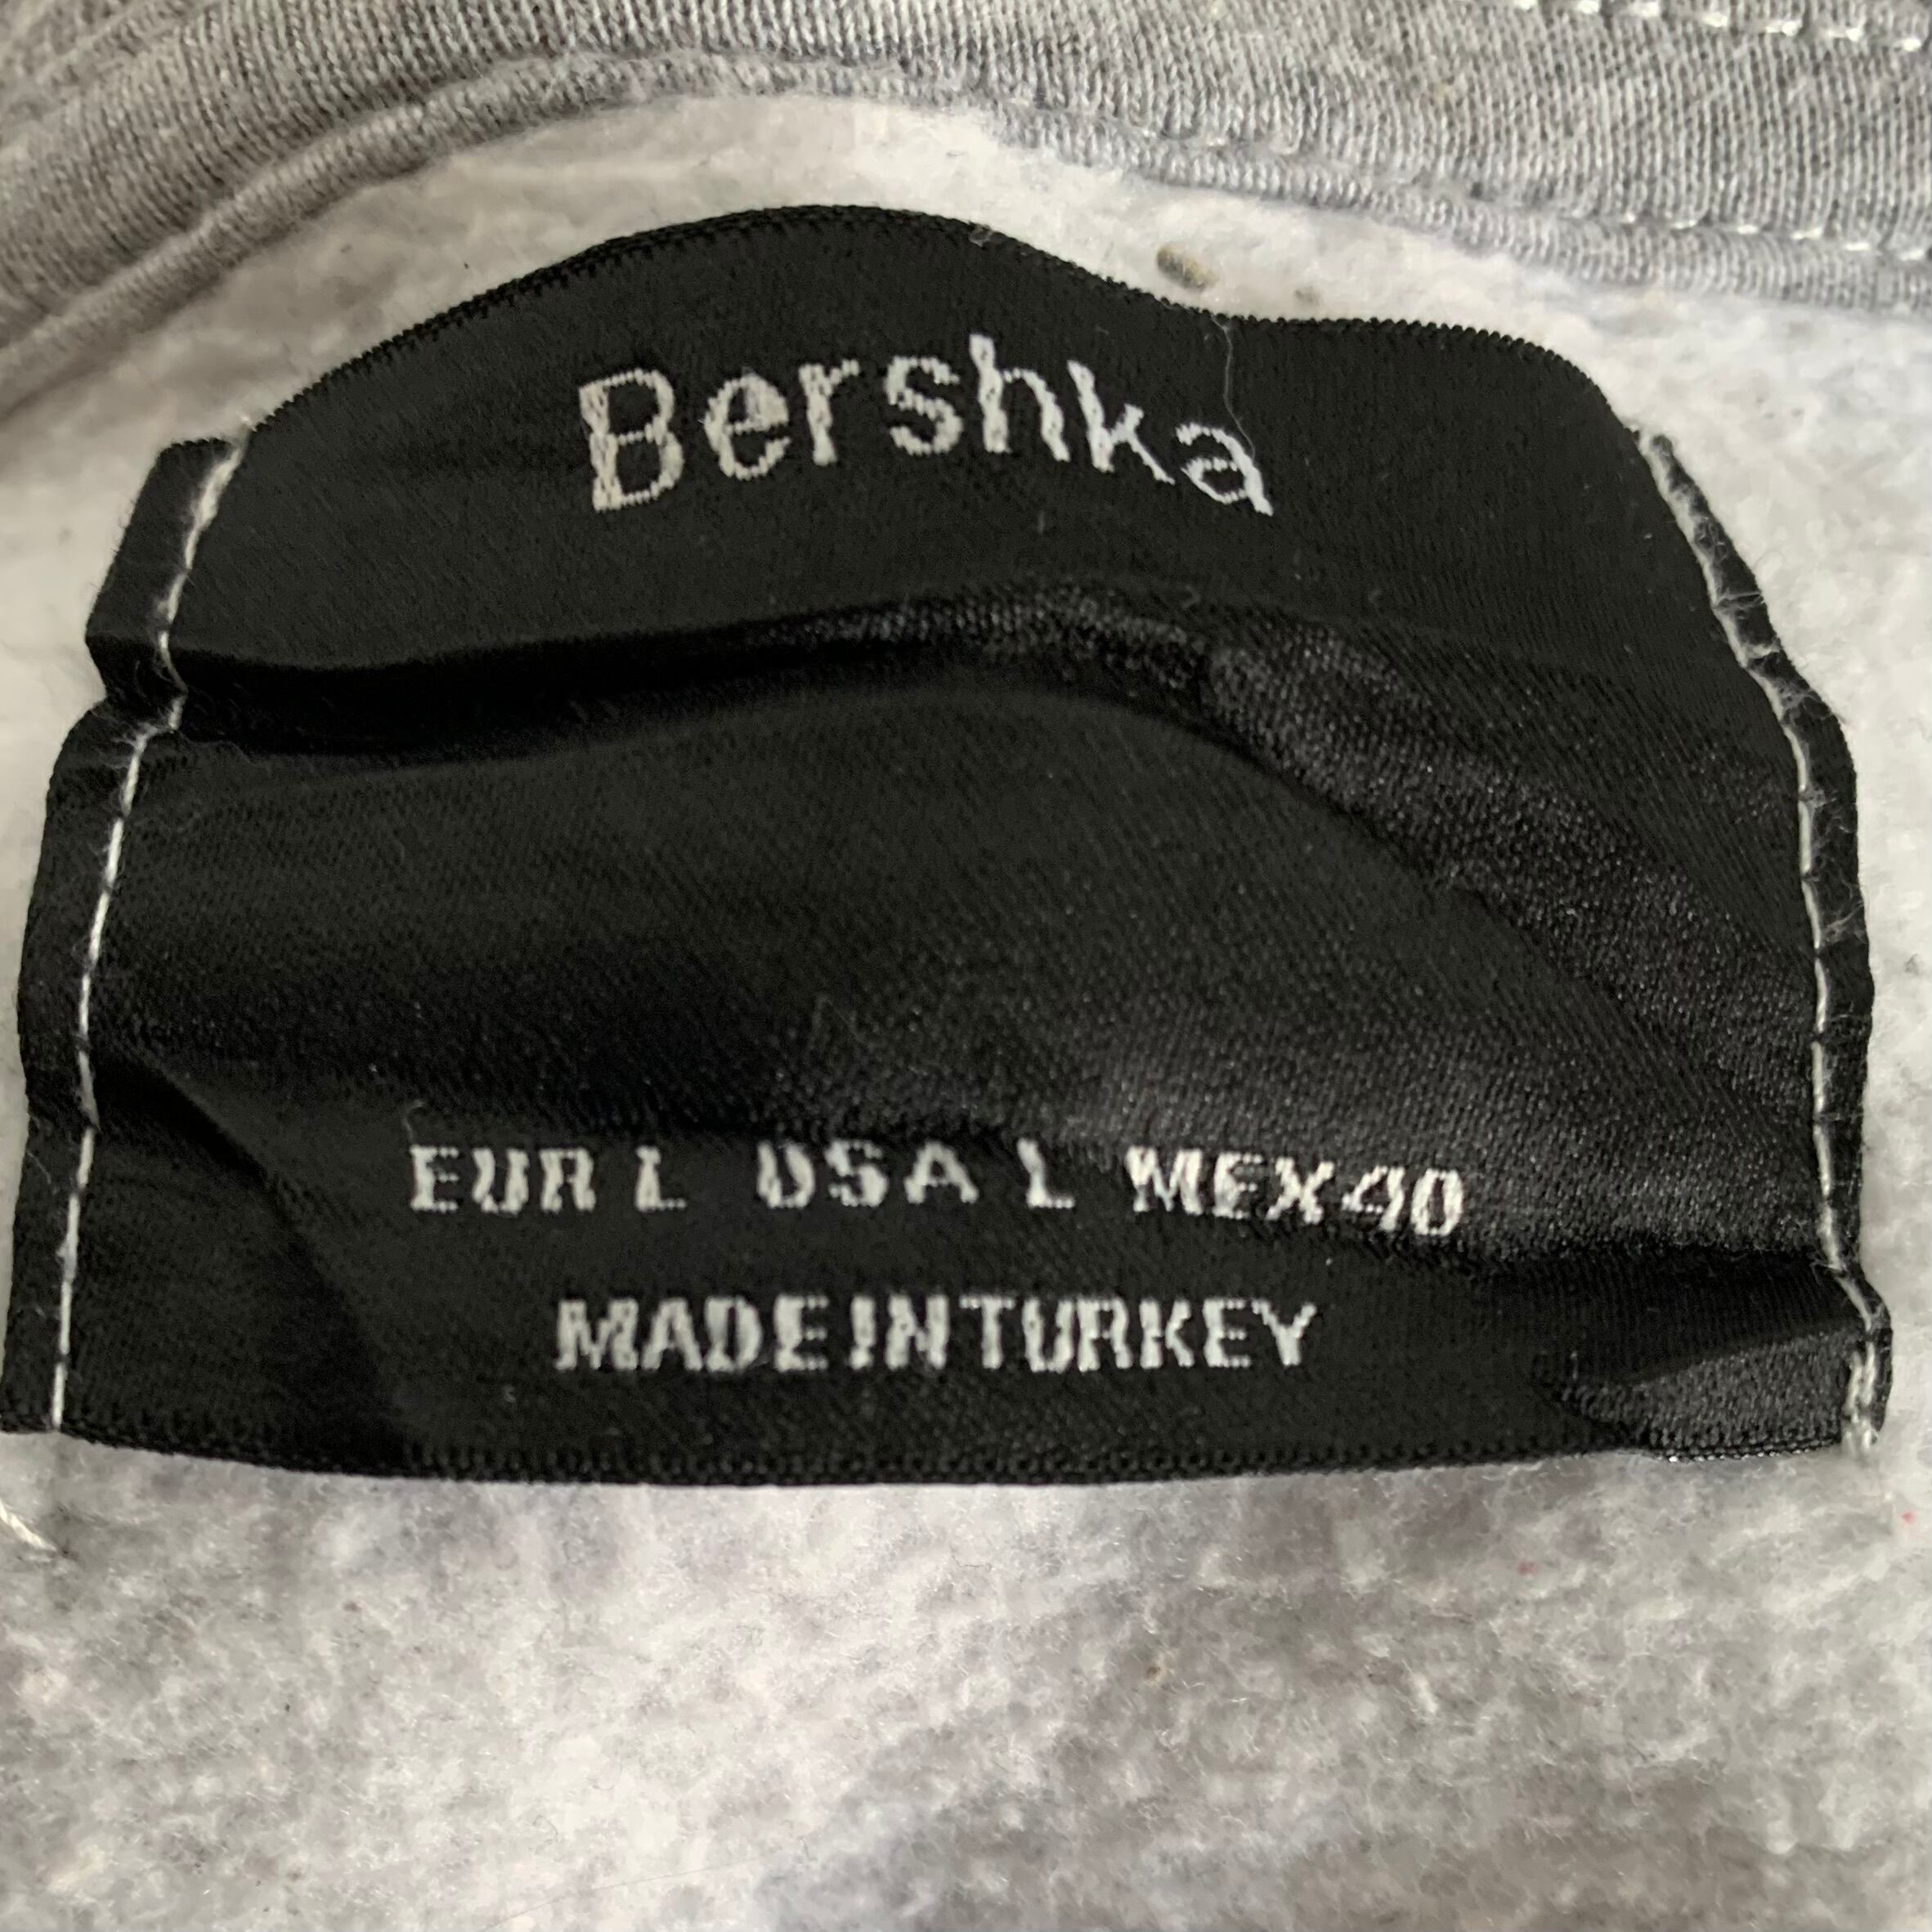 Bershka
EUR L USA L MEX 40
MADE IN TURKEY